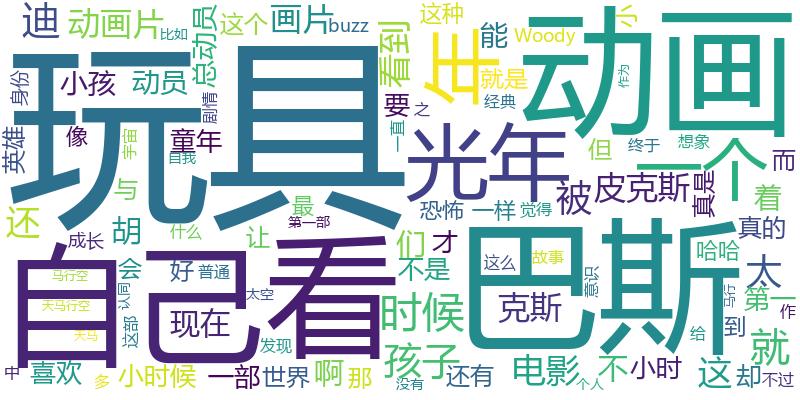 迪 动画片 比如 这个 画片 buzz 这种 能 Woody 小
总动员 看到 年 就是 动画
身份 小孩 动员 剧情 要 之 经典 作为
玩具
英雄 像 宇宙 童年 一直 光年 但 终于 想象 一个 而
自我 与 最 恐怖 一样 觉得 被 皮克斯 真是 着
还 成长 胡 什么 让 第一部 们 才 真的
自己 看 巴斯
马行空 会 好 普通 太空 不是 这么 故事 意识 哈哈 太
天马行空 认同 现在 时候 克斯 马行 第一 作
天马 这部 发现 孩子 给 到 就
中 喜欢 多 小时候 一部 世界 啊 那 没有 还有 电影 个人 不 小时 这 却 不过